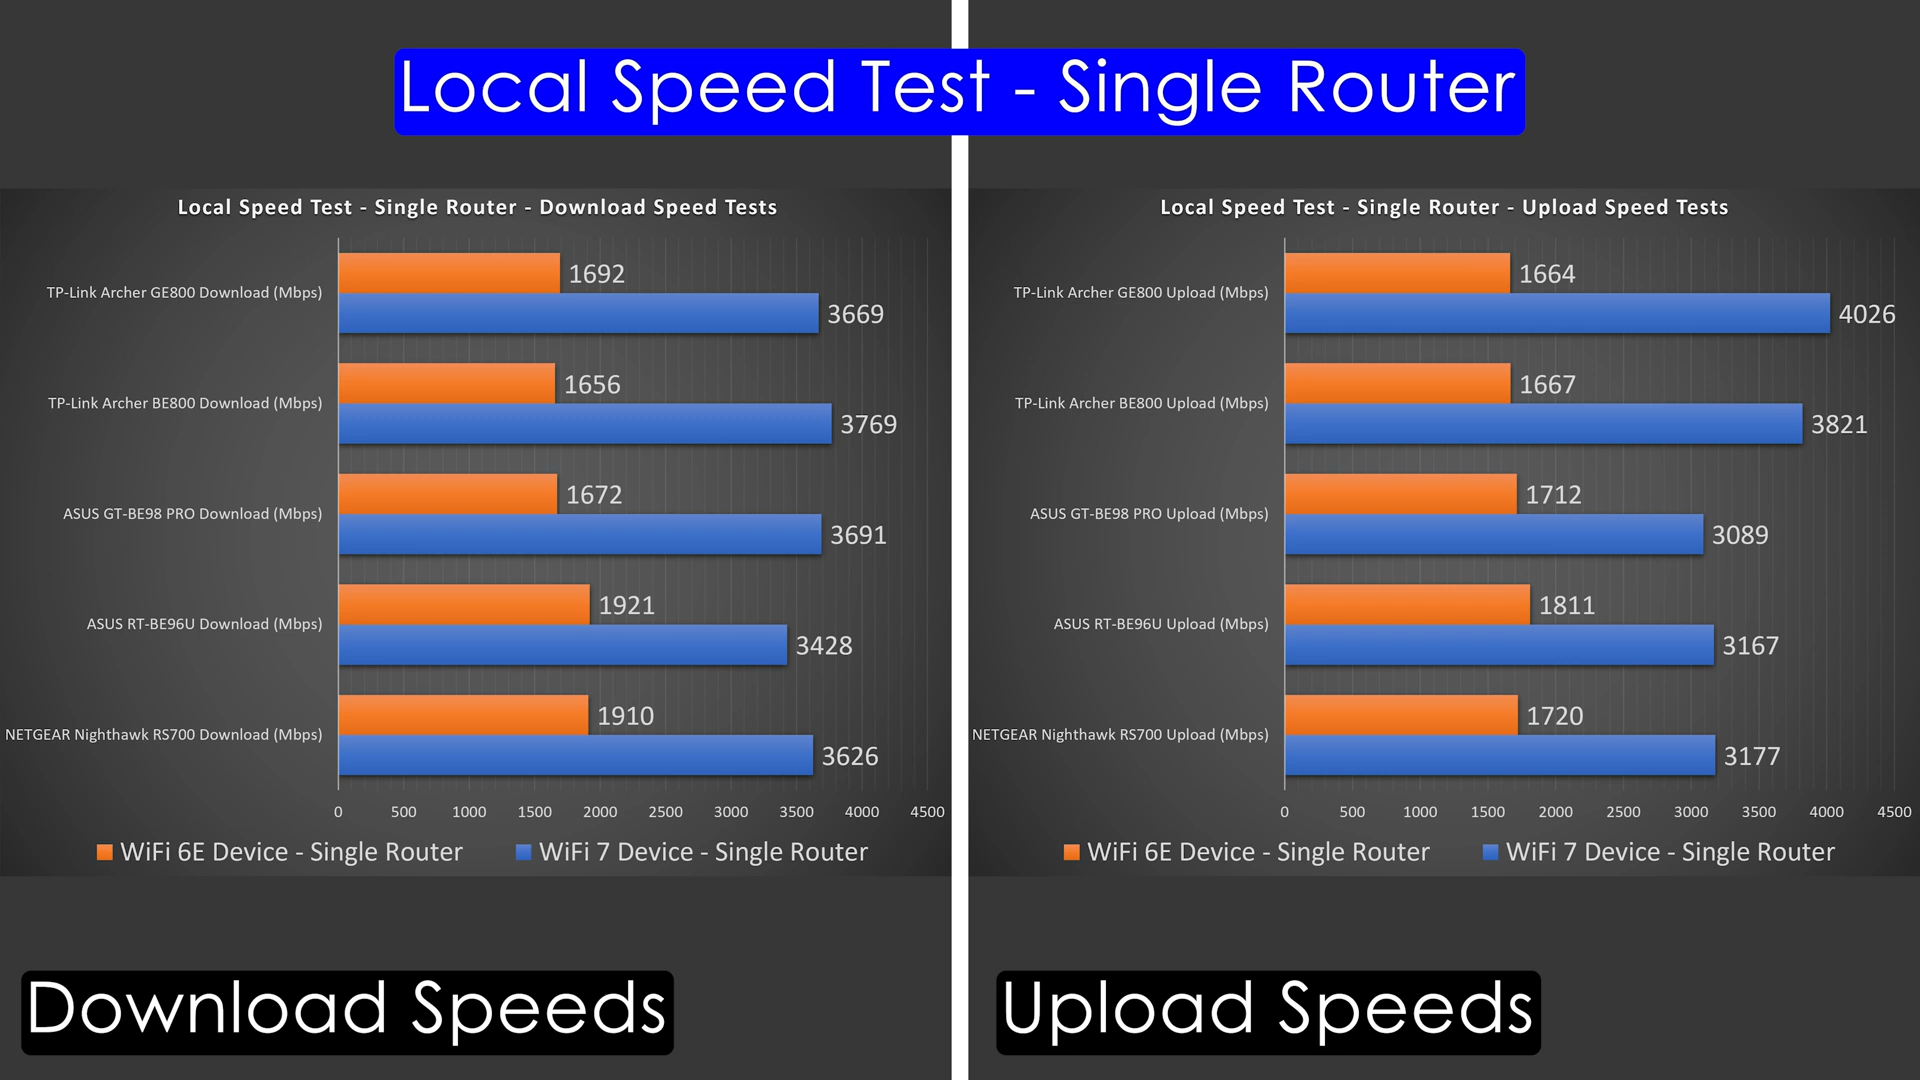 Local Speed Test - Single Router
Local Speed Test - Single Router - Download Speed Tests
TP-Link Archer GE800 Download (Mbps)
1692
3669
TP-Link Archer BE800 Download (Mbps)
1656
3769
ASUS GT-BE98 PRO Download (Mbps)
1672
3691
ASUS RT-BE96U Download (Mbps)
1921
3428
NETGEAR Nighthawk RS700 Download (Mbps)
1910
3626
0 500 1000 1500 2000 2500 3000 3500 4000 4500
WiFi 6E Device - Single Router WiFi 7 Device - Single Router
Download Speeds
Local Speed Test - Single Router - Upload Speed Tests
TP-Link Archer GE800 Upload (Mbps)
1664
4026
TP-Link Archer BE800 Upload (Mbps)
1667
3821
ASUS GT-BE98 PRO Upload (Mbps)
1712
3089
ASUS RT-BE96U Upload (Mbps)
1811
3167
NETGEAR Nighthawk RS700 Upload (Mbps)
1720
3177
0 500 1000 1500 2000 2500 3000 3500 4000 4500
WiFi 6E Device - Single Router WiFi 7 Device - Single Router
Upload Speeds